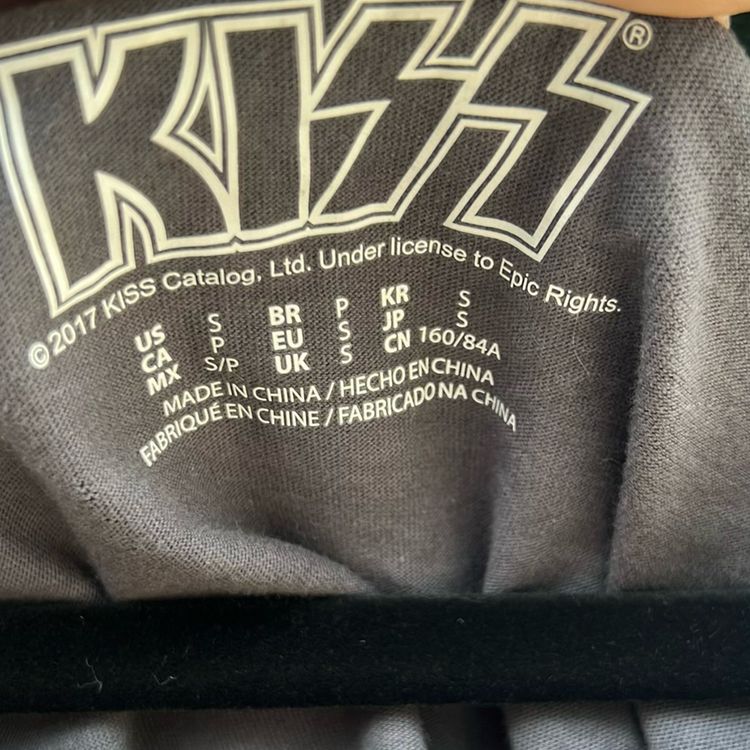 KISS®
© 2017 KISS Catalog, Ltd. Under license to Epic Rights.
US S BR P KR S
CA P EU S JP S
MX S/P UK S CN 160/84A
MADE IN CHINA / HECHO EN CHINA
FABRIQUÉ EN CHINE / FABRICADO NA CHINA